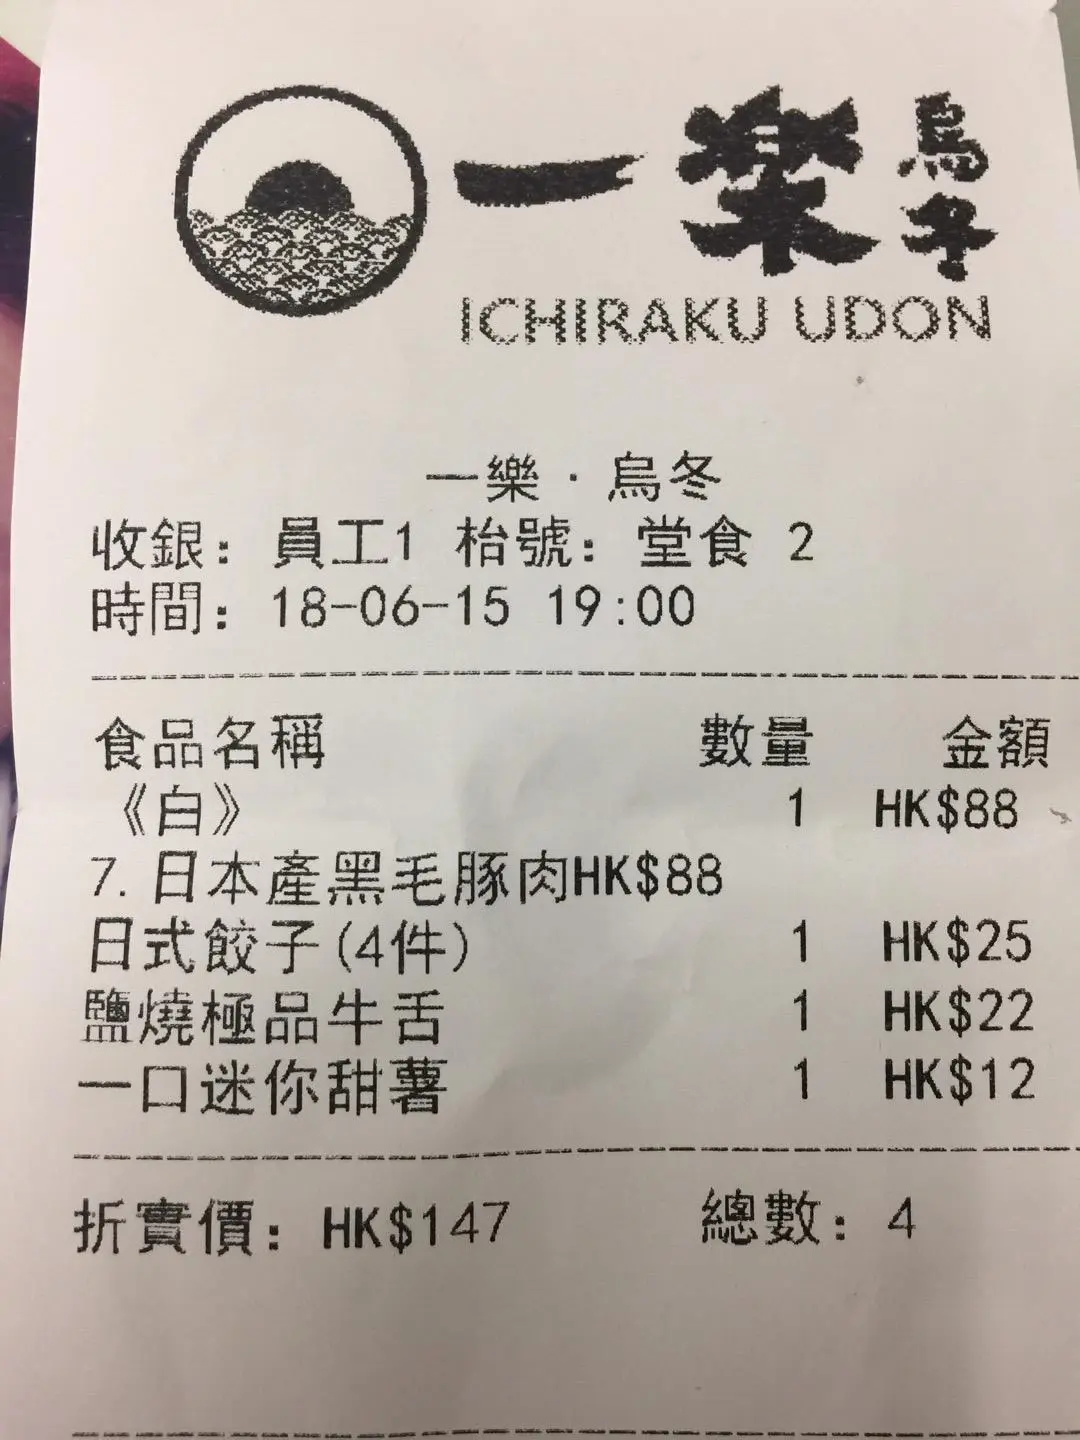 一樂 烏冬
ICHIRAKU UDON
一樂·烏冬
收銀: 員工1 枱號: 堂食 2
時間: 18-06-15 19:00
食品名稱 數量 金額
《白》 1 HK$88
7. 日本產黑毛豚肉HK$88
日式餃子(4件) 1 HK$25
鹽燒極品牛舌 1 HK$22
一口迷你甜薯 1 HK$12
折實價: HK$147 總數: 4